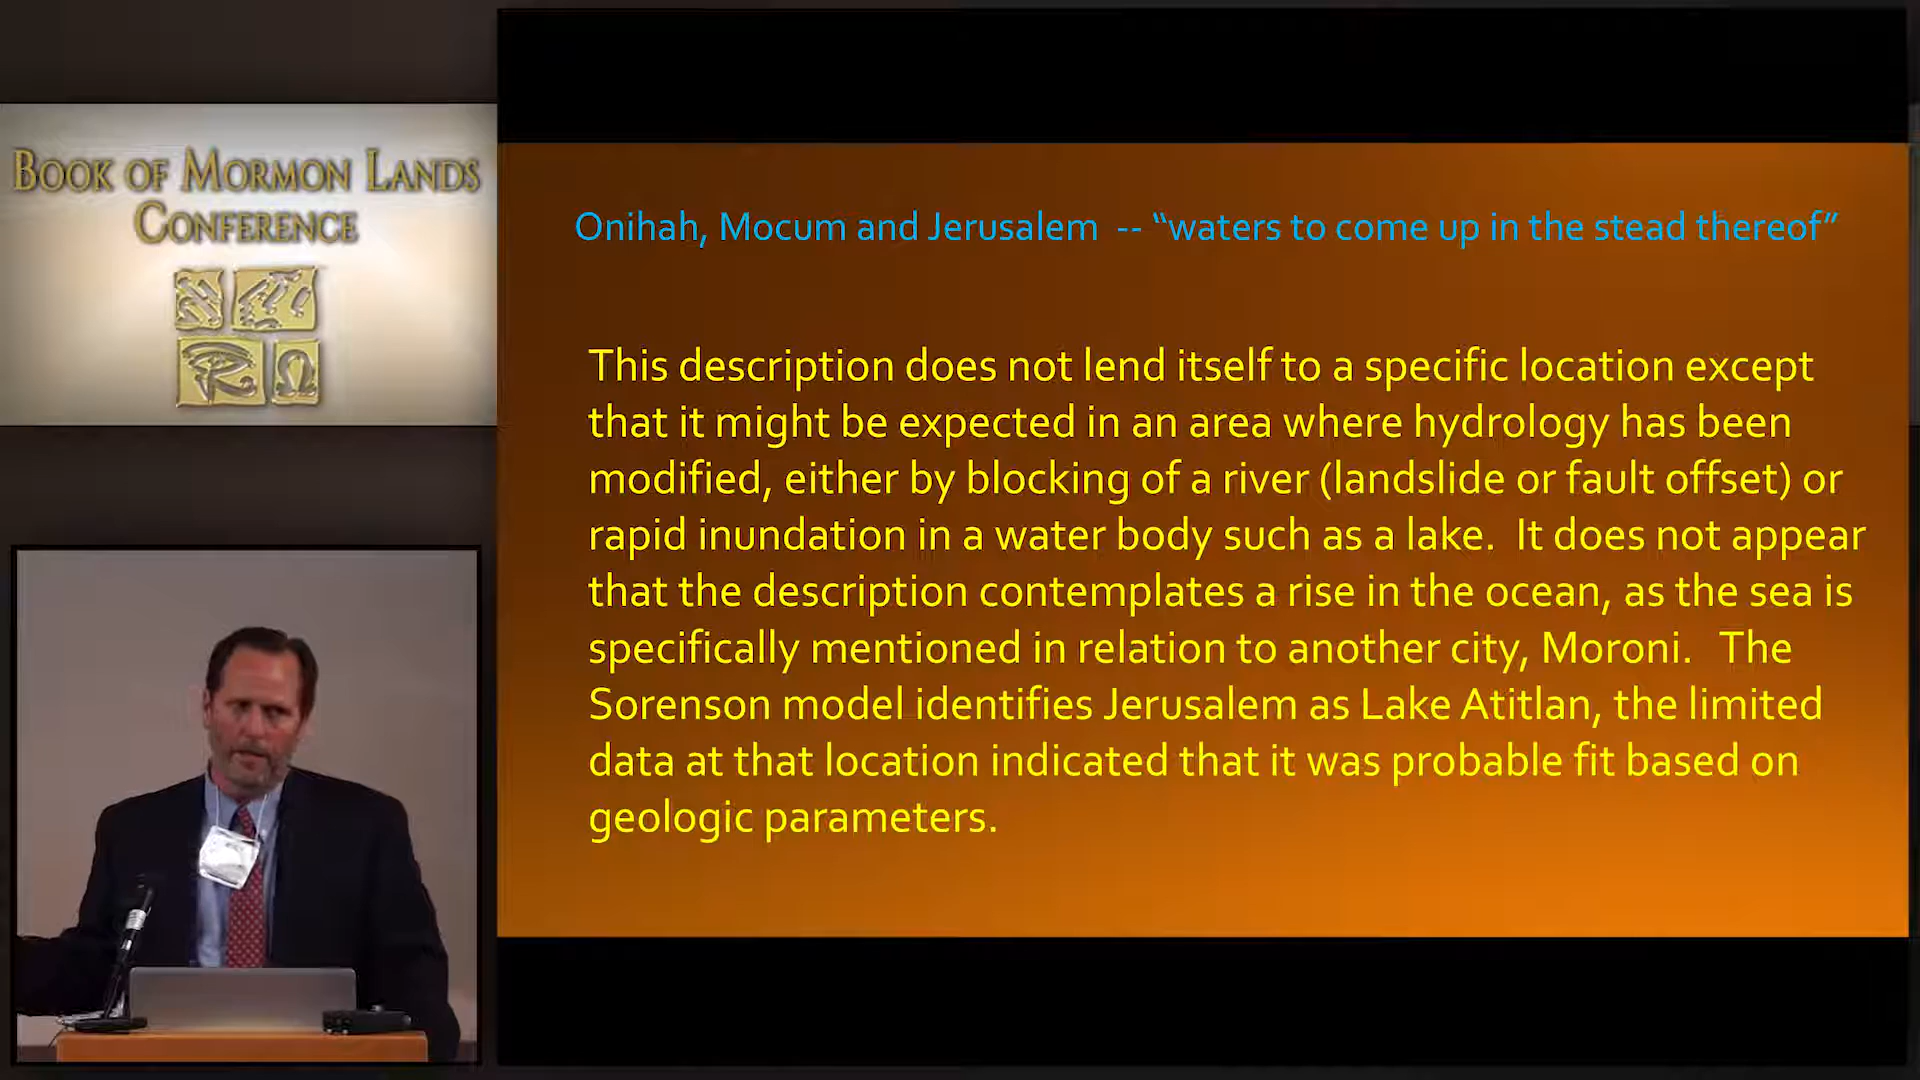 BOOK OF MORMON LANDS
CONFERENCE
Onihah, Mocum and Jerusalem -- “waters to come up in the stead thereof”
This description does not lend itself to a specific location except
that it might be expected in an area where hydrology has been
modified, either by blocking of a river (landslide or fault offset) or
rapid inundation in a water body such as a lake. It does not appear
that the description contemplates a rise in the ocean, as the sea is
specifically mentioned in relation to another city, Moroni. The
Sorenson model identifies Jerusalem as Lake Atitlan, the limited
data at that location indicated that it was probable fit based on
geologic parameters.